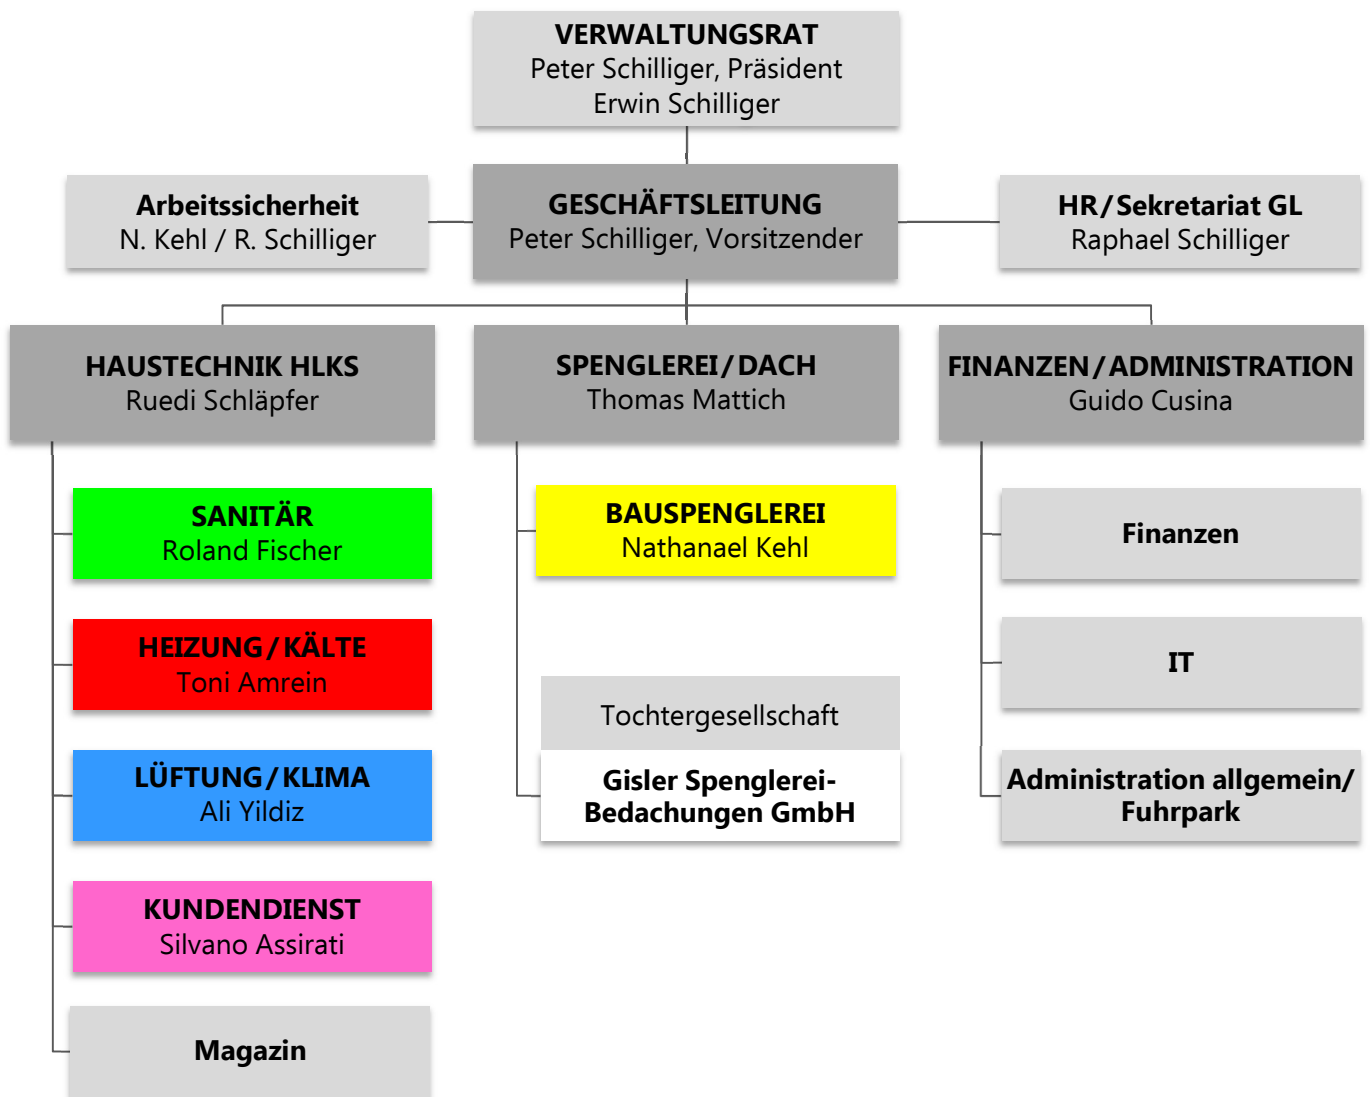 VERWALTUNGSRAT
Peter Schilliger, Präsident
Erwin Schilliger
Arbeitssicherheit
N. Kehl / R. Schilliger
GESCHÄFTSLEITUNG
Peter Schilliger, Vorsitzender
HR/Sekretariat GL
Raphael Schilliger
HAUSTECHNIK HLKS
Ruedi Schläpfer
SPENGLEREI/DACH
Thomas Mattich
FINANZEN/ADMINISTRATION
Guido Cusina
SANITÄR
Roland Fischer
HEIZUNG/KÄLTE
Toni Amrein
LÜFTUNG/KLIMA
Ali Yildiz
KUNDENDIENST
Silvano Assirati
Magazin
BAUSPENGLEREI
Nathanael Kehl
Tochtergesellschaft
Gisler Spenglerei-
Bedachungen GmbH
Finanzen
IT
Administration allgemein/
Fuhrpark